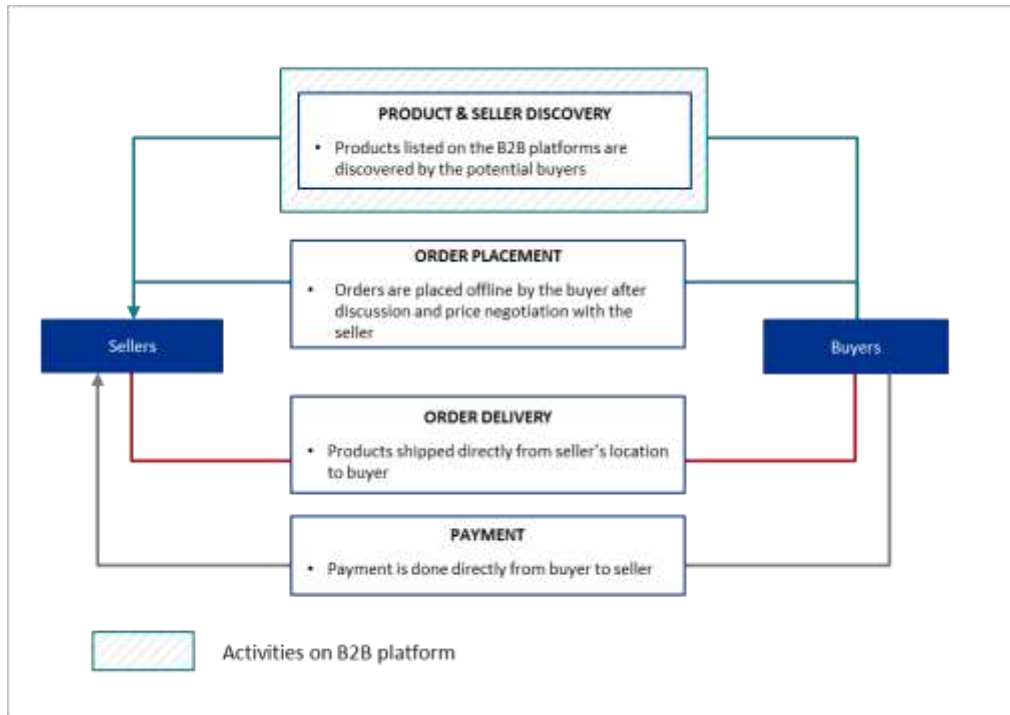 PRODUCT & SELLER DISCOVERY
• Products listed on the B2B platforms are
discovered by the potential buyers
ORDER PLACEMENT
• Orders are placed offline by the buyer after
discussion and price negotiation with the
seller
Sellers
Buyers
ORDER DELIVERY
• Products shipped directly from seller's location
to buyer
PAYMENT
• Payment is done directly from buyer to seller
Activities on B2B platform